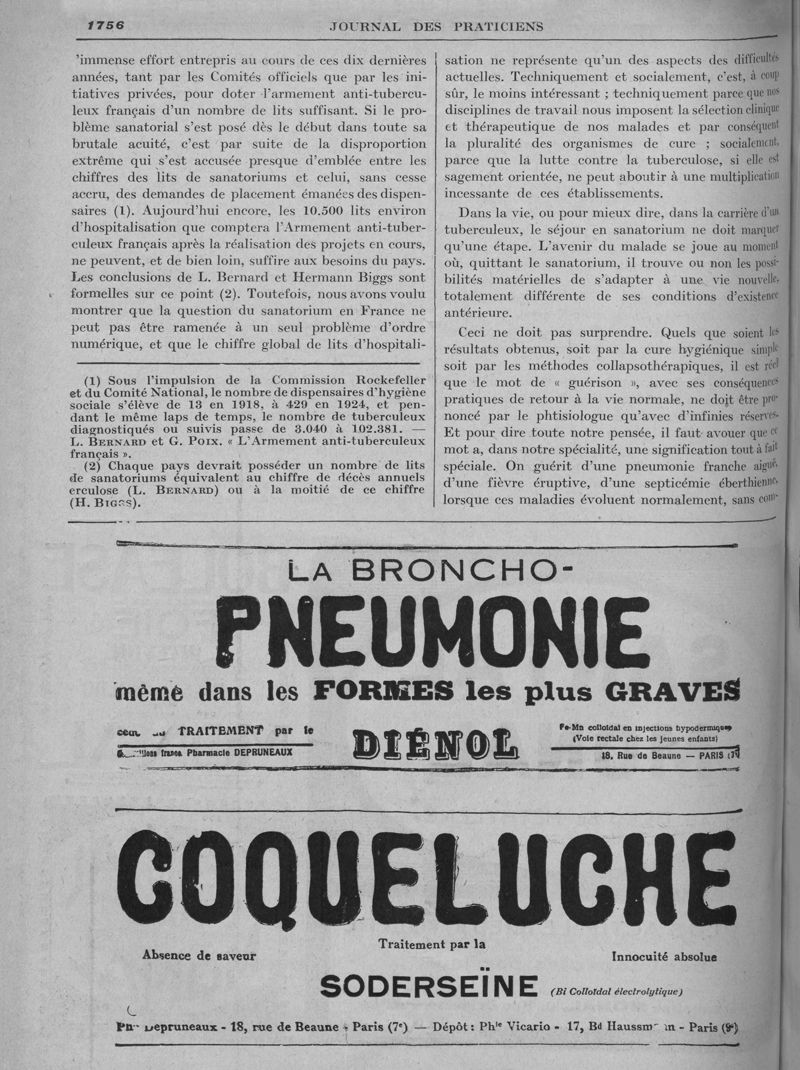 1756
JOURNAL DES PRATICIENS
'immense effort entrepris au cours de ces dix dernières
années, tant par les Comités officiels que par les ini-
tiatives privées, pour doter l'armement anti-tubercu-
leux français d'un nombre de lits suffisant. Si le pro-
blème sanatorial s'est posé dès le début dans toute sa
brutale acuité, c'est par suite de la disproportion
extrême qui s'est accusée presque d'emblée entre les
chiffres des lits de sanatoriums et celui, sans cesse
accru, des demandes de placement émanées des dispen-
saires (1). Aujourd'hui encore, les 10.500 lits environ
d'hospitalisation que comptera l'Armement anti-tuber-
culeux français après la réalisation des projets en cours,
ne peuvent, et de bien loin, suffire aux besoins du pays.
Les conclusions de L. Bernard et Hermann Biggs sont
formelles sur ce point (2). Toutefois, nous avons voulu
montrer que la question du sanatorium en France ne
peut pas être ramenée à un seul problème d'ordre
numérique, et que le chiffre global de lits d'hospitali-
(1) Sous l'impulsion de la Commission Rockefeller
et du Comité National, le nombre de dispensaires d'hygiène
sociale s'élève de 13 en 1918, à 429 en 1924, et pen-
dant le même laps de temps, le nombre de tuberculeux
diagnostiqués ou suivis passe de 3.040 à 102.381. —
L. BERNARD et G. POIX. « L'Armement anti-tuberculeux
français ».
(2) Chaque pays devrait posséder un nombre de lits
de sanatoriums équivalent au chiffre de décès annuels
erculose (L. BERNARD) ou à la moitié de ce chiffre
(H. BIGGS).
sation ne représente qu'un des aspects des difficultés
actuelles. Techniquement et socialement, c'est, à coup
sûr, le moins intéressant ; techniquement parce que nos
disciplines de travail nous imposent la sélection clinique
et thérapeutique de nos malades et par conséquent
la pluralité des organismes de cure ; socialement,
parce que la lutte contre la tuberculose, si elle est
sagement orientée, ne peut aboutir à une multiplication
incessante de ces établissements.
Dans la vie, ou pour mieux dire, dans la carrière d'un
tuberculeux, le séjour en sanatorium ne doit marquer
qu'une étape. L'avenir du malade se joue au moment
où, quittant le sanatorium, il trouve ou non les possi-
bilités matérielles de s'adapter à une vie nouvelle,
totalement différente de ses conditions d'existence
antérieure.
Ceci ne doit pas surprendre. Quels que soient les
résultats obtenus, soit par la cure hygiénique simple
soit par les méthodes collapsothérapiques, il est réel
que le mot de « guérison », avec ses conséquences
pratiques de retour à la vie normale, ne doit être pro-
noncé par le phtisiologue qu'avec d'infinies réserves.
Et pour dire toute notre pensée, il faut avouer que ce
mot a, dans notre spécialité, une signification tout à fait
spéciale. On guérit d'une pneumonie franche aiguë,
d'une fièvre éruptive, d'une septicémie éberthienne,
lorsque ces maladies évoluent normalement, sans com-
LA BRONCHO-
PNEUMONIE
même dans les FORMES les plus GRAVES
TRAITEMENT par le
Pharmacie DEPRUNEAUX
DIÉNOL
Fe-Mn colloïdal en injections hypodermiques
(Voie rectale chez les jeunes enfants)
18, Rue de Beaune — PARIS
COQUELUCHE
Absence de saveur
Traitement par la
Innocuité absolue
SODERSEÏNE (Bi Colloïdal électrolytique)
Depruneaux - 18, rue de Beaune - Paris (7e) — Dépôt : Phie Vicario - 17, Bd Haussmann - Paris (9e)